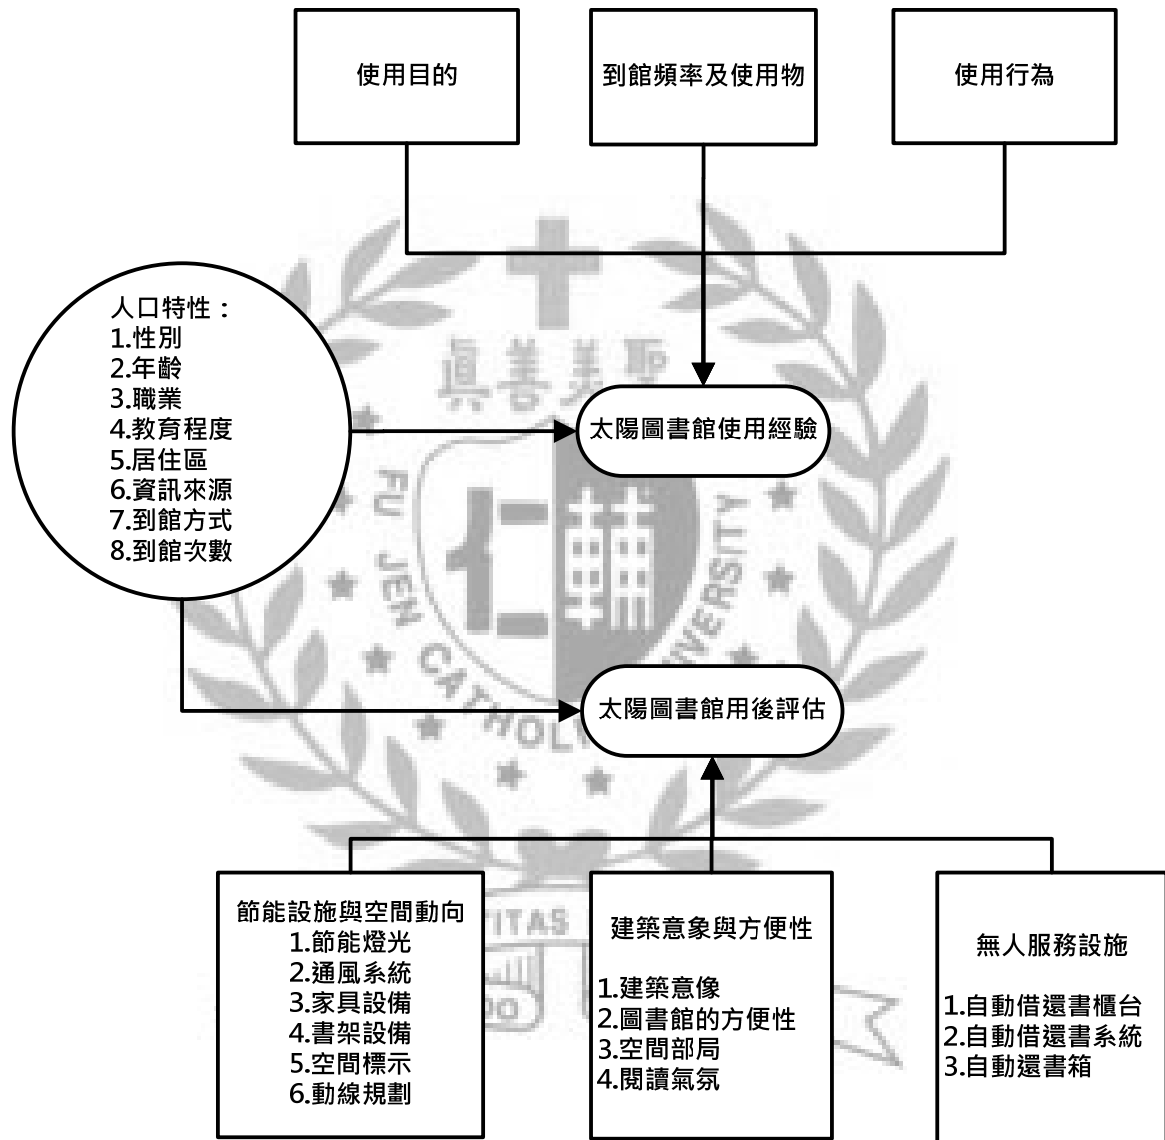 使用目的
到館頻率及使用物
使用行為
人口特性：
1.性別
2.年齡
3.職業
4.教育程度
5.居住區
6.資訊來源
7.到館方式
8.到館次數
真善美聖
太陽圖書館使用經驗
FU JEN CATHOLIC UNIVERSITY
輔仁
太陽圖書館用後評估
節能設施與空間動向
1.節能燈光
2.通風系統
3.家具設備
4.書架設備
5.空間標示
6.動線規劃
建築意象與方便性
1.建築意像
2.圖書館的方便性
3.空間部局
4.閱讀氣氛
無人服務設施
1.自動借還書櫃台
2.自動借還書系統
3.自動還書箱